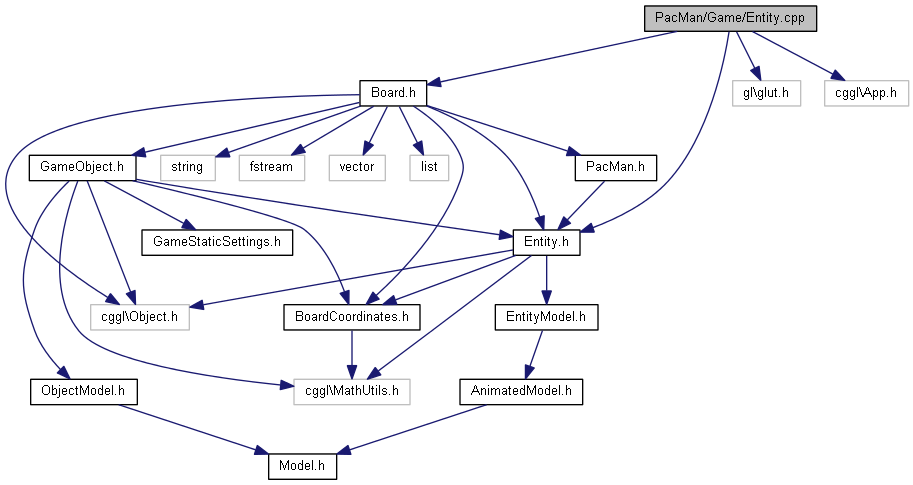 PacMan/Game/Entity.cpp
Board.h
gl\glut.h
cggl\App.h
GameObject.h
string
fstream
vector
list
PacMan.h
GameStaticSettings.h
Entity.h
cggl\Object.h
BoardCoordinates.h
EntityModel.h
ObjectModel.h
cggl\MathUtils.h
AnimatedModel.h
Model.h